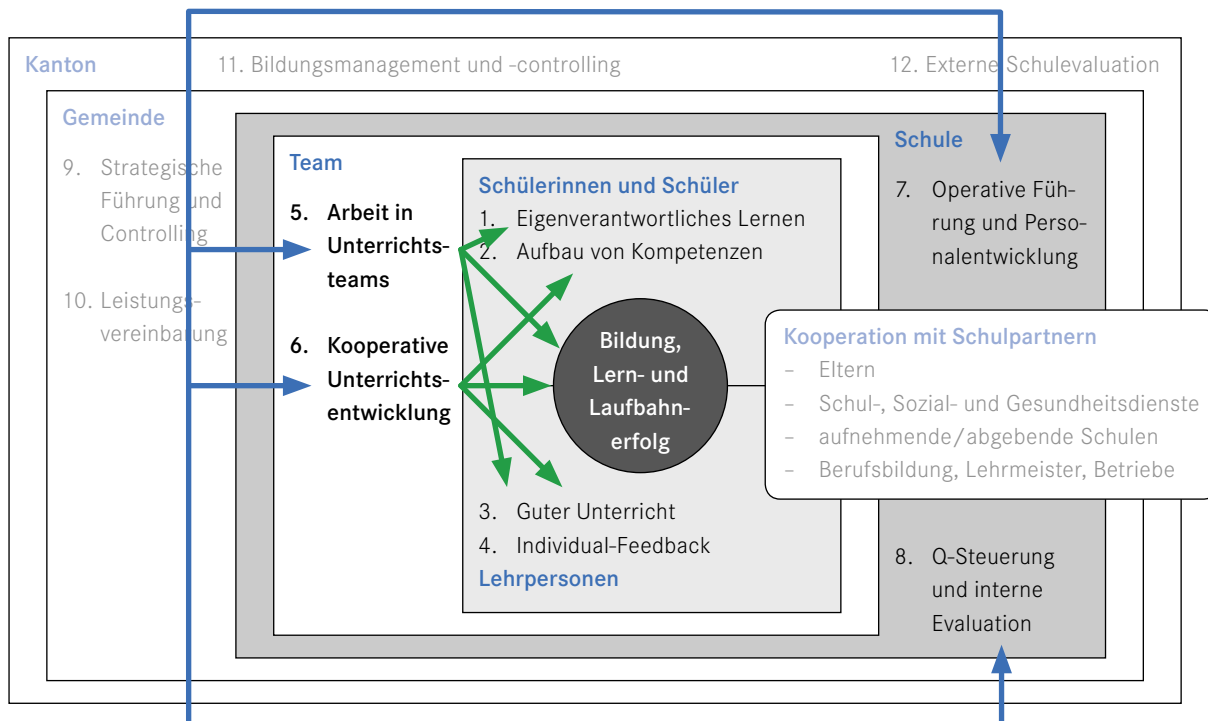 Kanton
11. Bildungsmanagement und -controlling
12. Externe Schulevaluation
Gemeinde
9. Strategische
Führung und
Controlling
10. Leistungs-
vereinbarung
Team
5. Arbeit in
Unterrichts-
teams
6. Kooperative
Unterrichts-
entwicklung
Schülerinnen und Schüler
1. Eigenverantwortliches Lernen
2. Aufbau von Kompetenzen
Bildung,
Lern- und
Laufbahn-
erfolg
3. Guter Unterricht
4. Individual-Feedback
Lehrpersonen
Schule
7. Operative Füh-
rung und Perso-
nalentwicklung
Kooperation mit Schulpartnern
– Eltern
– Schul-, Sozial- und Gesundheitsdienste
– aufnehmende/abgebende Schulen
– Berufsbildung, Lehrmeister, Betriebe
8. Q-Steuerung
und interne
Evaluation